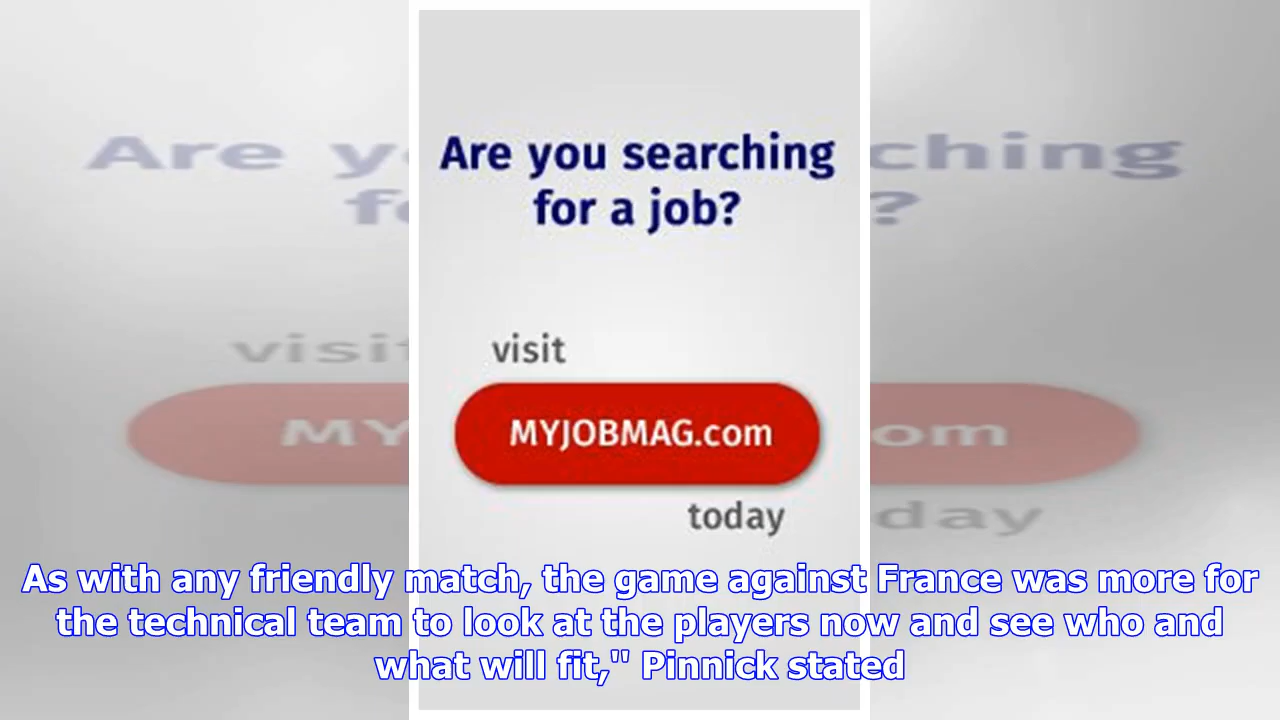 Are you searching
for a job?
visit
MYJOBMAG.com
today
As with any friendly match, the game against France was more for
the technical team to look at the players now and see who and
what will fit,'' Pinnick stated